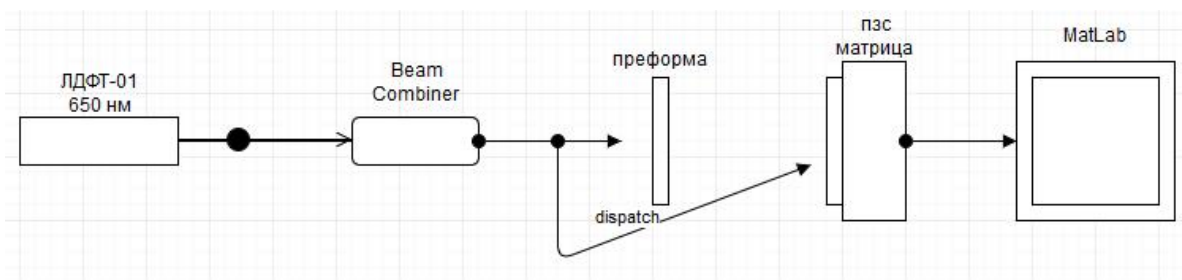 ЛДФТ-01
650 нм
Beam
Combiner
преформа
dispatch
пзс
матрица
MatLab